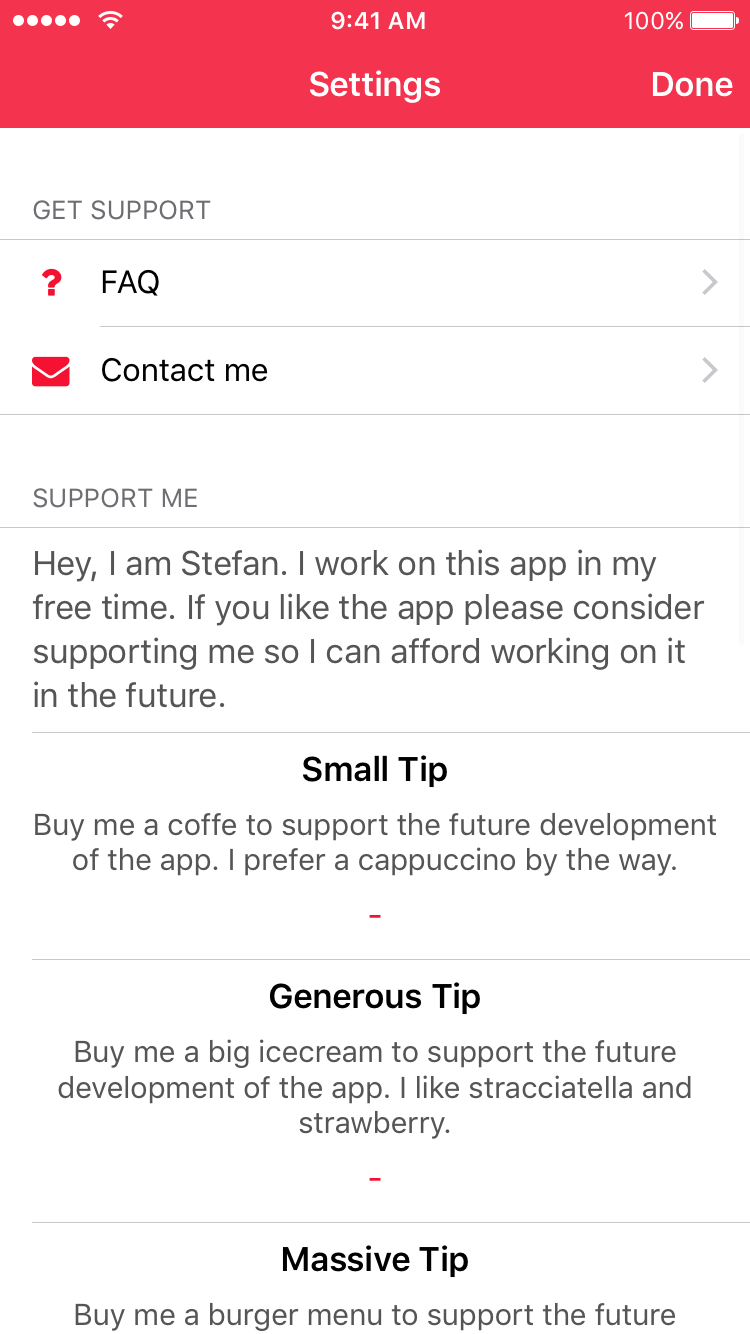 9:41 AM 100%
Settings Done
GET SUPPORT
? FAQ
Contact me
SUPPORT ME
Hey, I am Stefan. I work on this app in my
free time. If you like the app please consider
supporting me so I can afford working on it
in the future.
Small Tip
Buy me a coffe to support the future development
of the app. I prefer a cappuccino by the way.
-
Generous Tip
Buy me a big icecream to support the future
development of the app. I like stracciatella and
strawberry.
-
Massive Tip
Buy me a burger menu to support the future